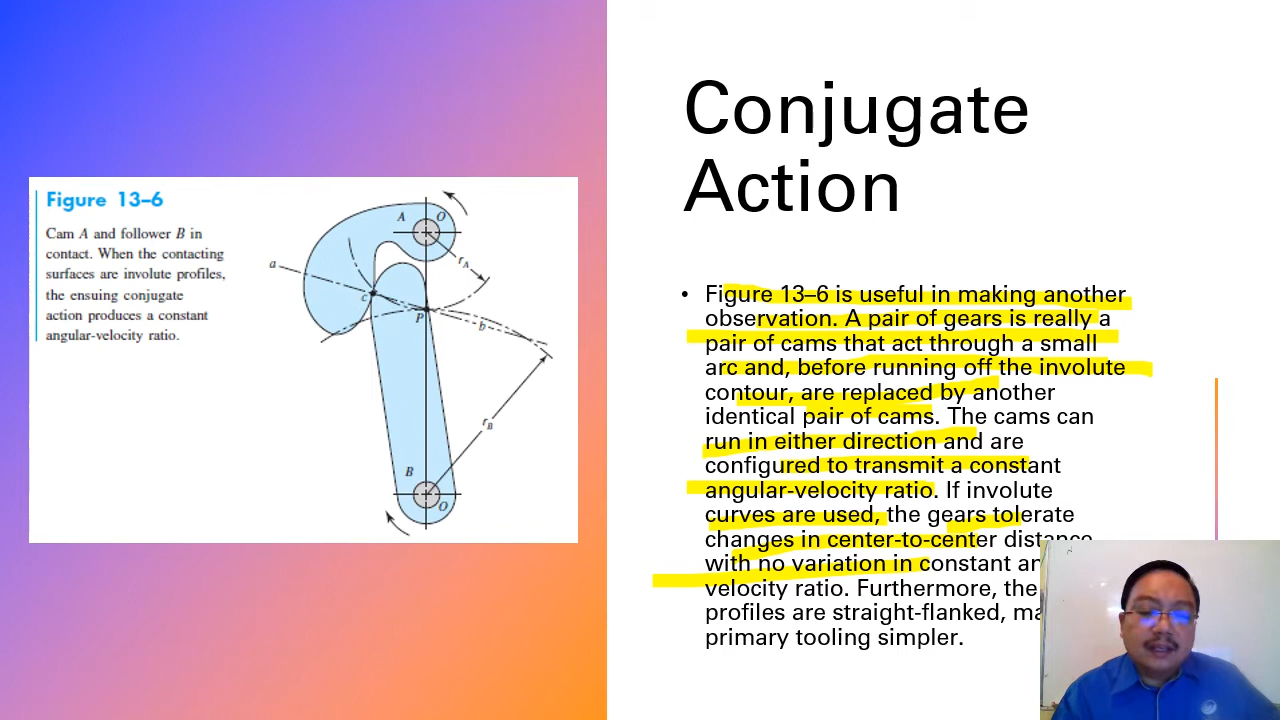 Conjugate
Action
Figure 13–6
Cam A and follower B in
contact. When the contacting
surfaces are involute profiles,
the ensuing conjugate
action produces a constant
angular-velocity ratio.
A
O
a
rA
c
P
b
rB
B
O
• Figure 13–6 is useful in making another
observation. A pair of gears is really a
pair of cams that act through a small
arc and, before running off the involute
contour, are replaced by another
identical pair of cams. The cams can
run in either direction and are
configured to transmit a constant
angular-velocity ratio. If involute
curves are used, the gears tolerate
changes in center-to-center distance
with no variation in constant
velocity ratio. Furthermore, the
profiles are straight-flanked,
primary tooling simpler.